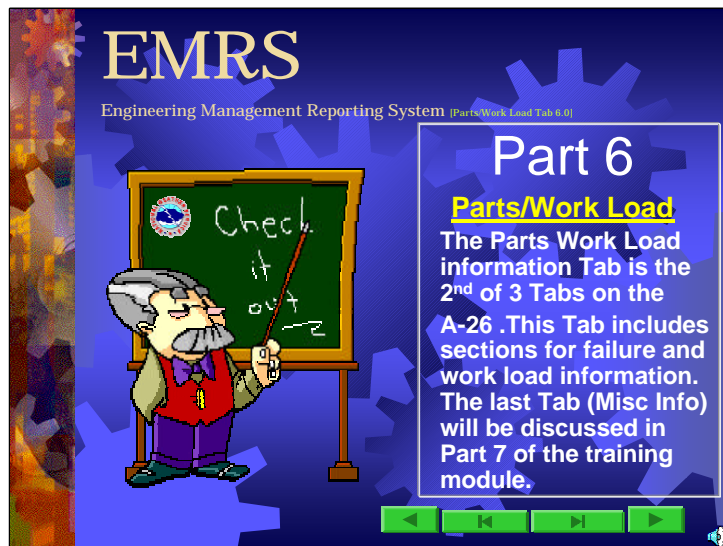 EMRS
Engineering Management Reporting System [Parts/Work Load Tab 6.0]
Check
it
out
Part 6
Parts/Work Load
The Parts Work Load
information Tab is the
2nd of 3 Tabs on the
A-26 .This Tab includes
sections for failure and
work load information.
The last Tab (Misc Info)
will be discussed in
Part 7 of the training
module.